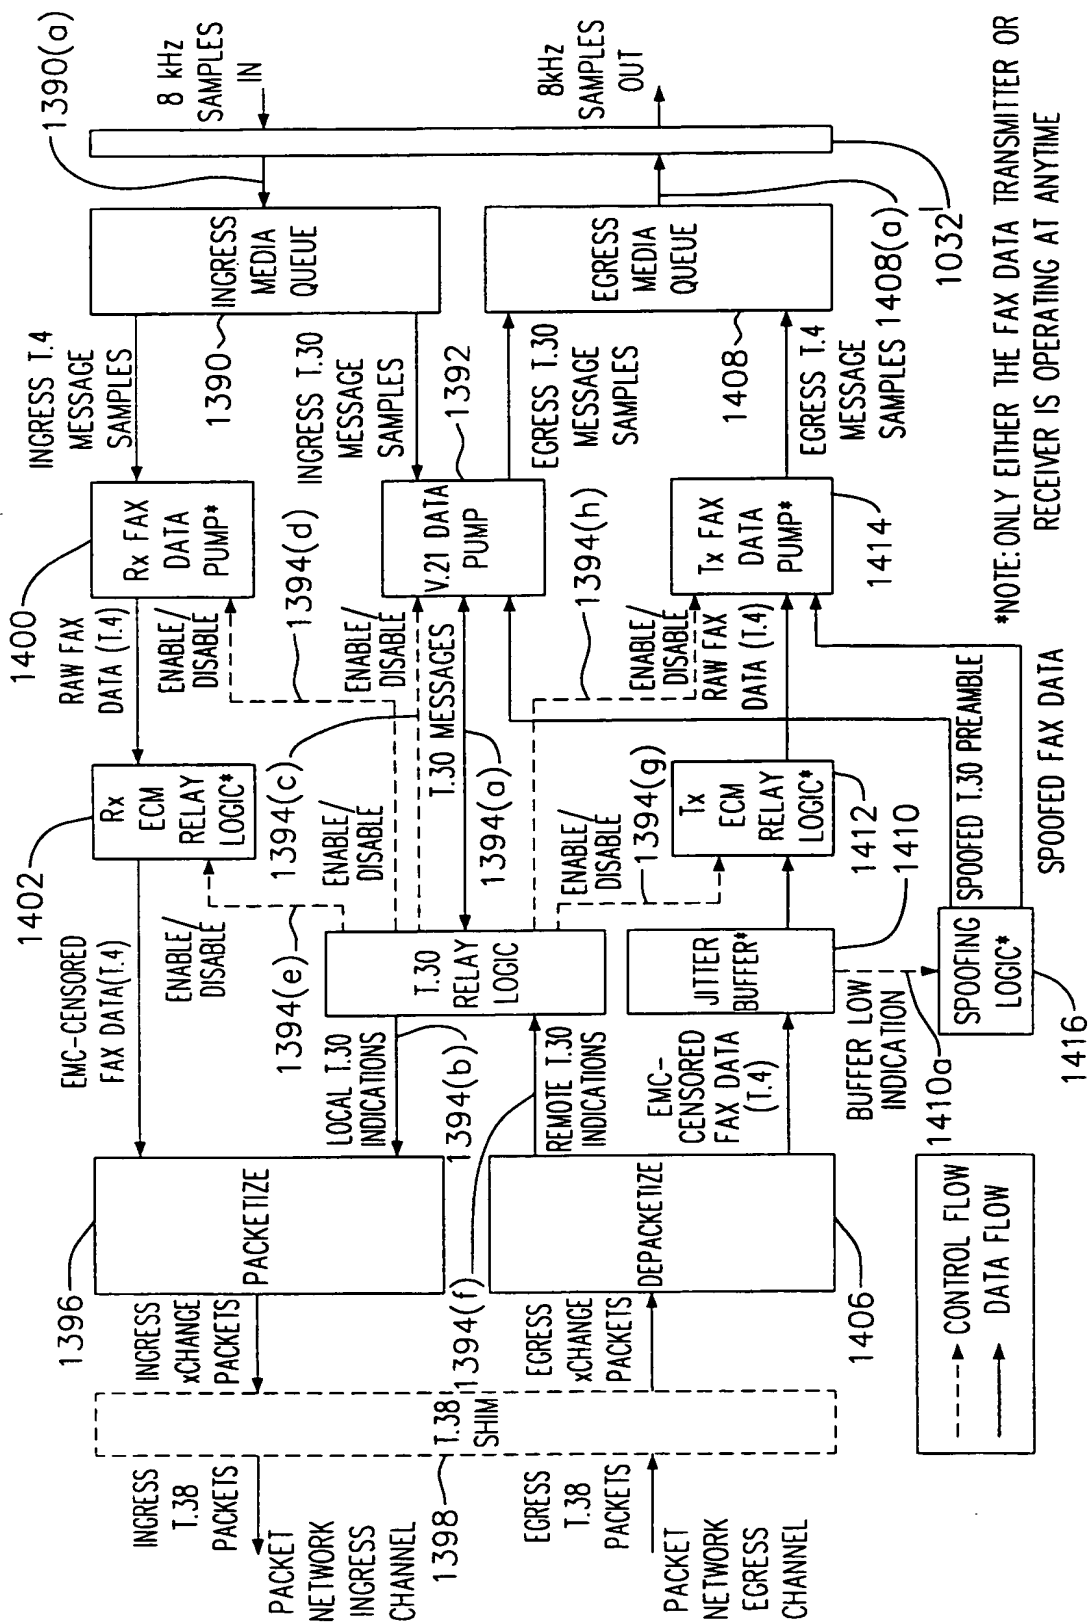 1390(a)
8 kHz
SAMPLES
IN
8kHz
SAMPLES
OUT
INGRESS
MEDIA
QUEUE
EGRESS
MEDIA
QUEUE
1390
1408
1408(a)
1032'
INGRESS T.4
MESSAGE
SAMPLES
INGRESS T.30
MESSAGE
SAMPLES
1392
EGRESS T.30
MESSAGE
SAMPLES
EGRESS T.4
MESSAGE
SAMPLES
1400
Rx FAX
DATA
PUMP*
V.21 DATA
PUMP
Tx FAX
DATA
PUMP*
1414
RAW FAX
DATA (T.4)
ENABLE/
DISABLE
1394(d)
ENABLE/
DISABLE
1394(h)
ENABLE/
DISABLE
RAW FAX
DATA (T.4)
1402
Rx
ECM
RELAY
LOGIC*
1394(c)
T.30 MESSAGES
1394(a)
1394(g)
Tx
ECM
RELAY
LOGIC*
1412
1410
SPOOFED T.30 PREAMBLE
SPOOFED FAX DATA
ENABLE/
DISABLE
ENABLE/
DISABLE
ENABLE/
DISABLE
EMC-CENSORED
FAX DATA(T.4)
1394(e)
T.30
RELAY
LOGIC
JITTER
BUFFER*
SPOOFING
LOGIC*
1416
LOCAL T.30
INDICATIONS
1394(b)
REMOTE T.30
INDICATIONS
EMC-
CENSORED
FAX DATA
(T.4)
BUFFER LOW
INDICATION
1410a
1396
PACKETIZE
DEPACKETIZE
1406
INGRESS
xCHANGE
PACKETS
1394(f)
EGRESS
xCHANGE
PACKETS
T.38
SHIM
1398
INGRESS
T.38
PACKETS
EGRESS
T.38
PACKETS
PACKET
NETWORK
INGRESS
CHANNEL
PACKET
NETWORK
EGRESS
CHANNEL
CONTROL FLOW
DATA FLOW
*NOTE: ONLY EITHER THE FAX DATA TRANSMITTER OR
RECEIVER IS OPERATING AT ANYTIME